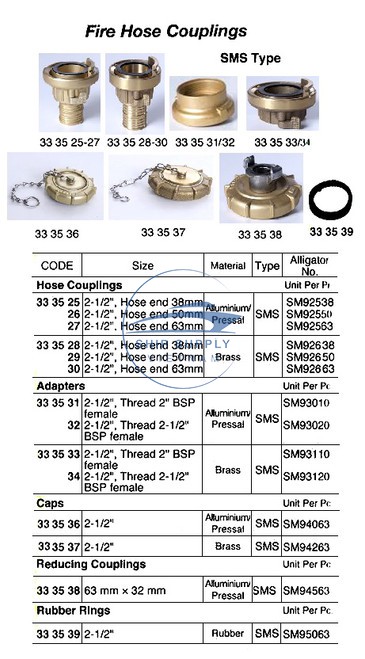 Fire Hose Couplings
SMS Type
33 35 25-27 33 35 28-30 33 35 31/32 33 35 33/34
33 35 36 33 35 37 33 35 38 33 35 39
CODE Size Material Type Alligator No.
Hose Couplings Unit Per Pc
33 35 25 2-1/2", Hose end 38mm Alluminium/ SM92538
26 2-1/2", Hose end 50mm Pressal SMS SM92550
27 2-1/2", Hose end 63mm SM92563
33 35 28 2-1/2", Hose end 38mm SM92638
29 2-1/2", Hose end 50mm Brass SMS SM92650
30 2-1/2", Hose end 63mm SM92663
SHIP SUPPLY
Adapters Unit Per Pc
33 35 31 2-1/2", Thread 2" BSP SM93010
female Alluminium/ SMS
32 2-1/2", Thread 2-1/2" Pressal SM93020
BSP female
33 35 33 2-1/2", Thread 2" BSP SM93110
female Brass SMS
34 2-1/2", Thread 2-1/2" SM93120
BSP female
Caps Unit Per Pc
33 35 36 2-1/2" Alluminium/ Pressal SMS SM94063
33 35 37 2-1/2" Brass SMS SM94263
Reducing Couplings Unit Per Pc
33 35 38 63 mm × 32 mm Alluminium/ Pressal SMS SM94563
Rubber Rings Unit Per Pc
33 35 39 2-1/2" Rubber SMS SM95063